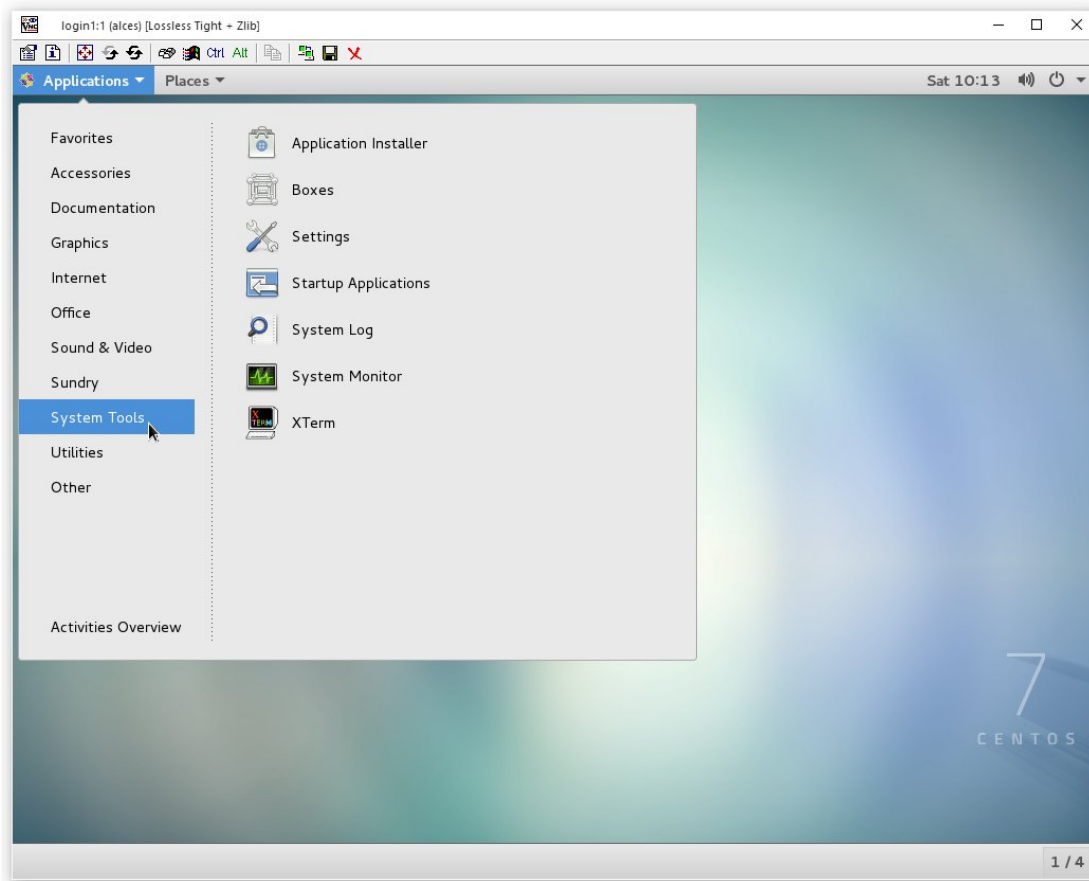 login1:1 (alces) [Lossless Tight + Zlib]
Ctrl Alt
Applications Places Sat 10:13
Favorites
Accessories
Documentation
Graphics
Internet
Office
Sound & Video
Sundry
System Tools
Utilities
Other
Activities Overview
Application Installer
Boxes
Settings
Startup Applications
System Log
System Monitor
XTerm
X
TERM
7
CENTOS
1 / 4